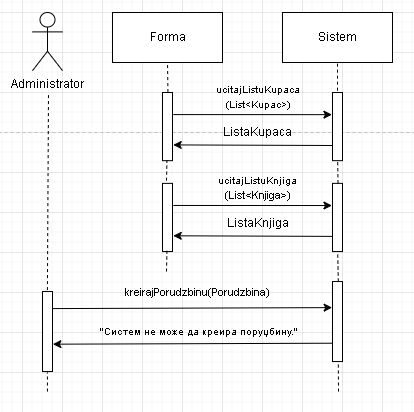 Forma
Sistem
Administrator
ucitajListuKupaca
(List<Kupac>)
ListaKupaca
ucitajListuKnjiga
(List<Knjiga>)
ListaKnjiga
kreirajPorudzbinu(Porudzbina)
"Систем не може да креира поруџбину."